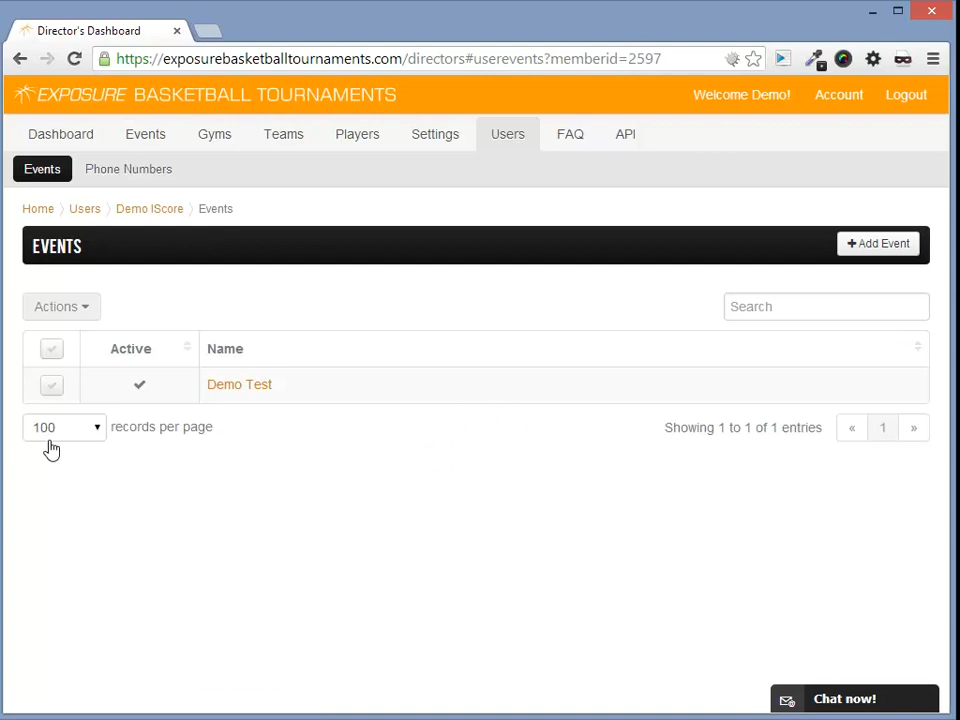 Director's Dashboard
https://exposurebasketballtournaments.com/directors#userevents?memberid=2597
EXPOSURE BASKETBALL TOURNAMENTS
Welcome Demo! Account Logout
Dashboard Events Gyms Teams Players Settings Users FAQ API
Events Phone Numbers
Home Users Demo IScore Events
EVENTS
Add Event
Actions
Search
Active Name
Demo Test
100 records per page
Showing 1 to 1 of 1 entries « 1 »
Chat now!